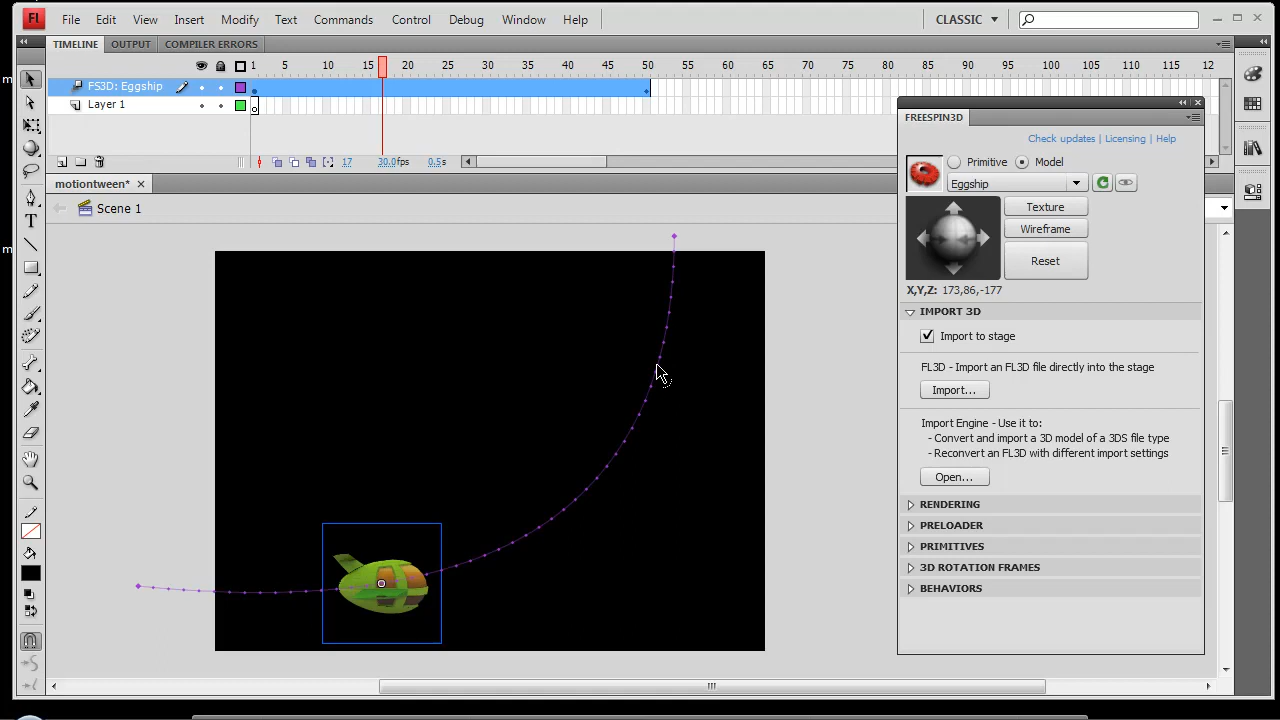 Fl File Edit View Insert Modify Text Commands Control Debug Window Help CLASSIC
TIMELINE OUTPUT COMPILER ERRORS
1 5 10 15 20 25 30 35 40 45 50 55 60 65 70 75 80 85 90 95 100 105 110 115 12
FS3D: Eggship
Layer 1
17 30.0fps 0.5s
motiontween*
Scene 1
FREESPIN3D
Check updates | Licensing | Help
Primitive Model
Eggship
Texture
Wireframe
Reset
X,Y,Z: 173,86,-177
IMPORT 3D
Import to stage
FL3D - Import an FL3D file directly into the stage
Import...
Import Engine - Use it to:
- Convert and import a 3D model of a 3DS file type
- Reconvert an FL3D with different import settings
Open...
RENDERING
PRELOADER
PRIMITIVES
3D ROTATION FRAMES
BEHAVIORS